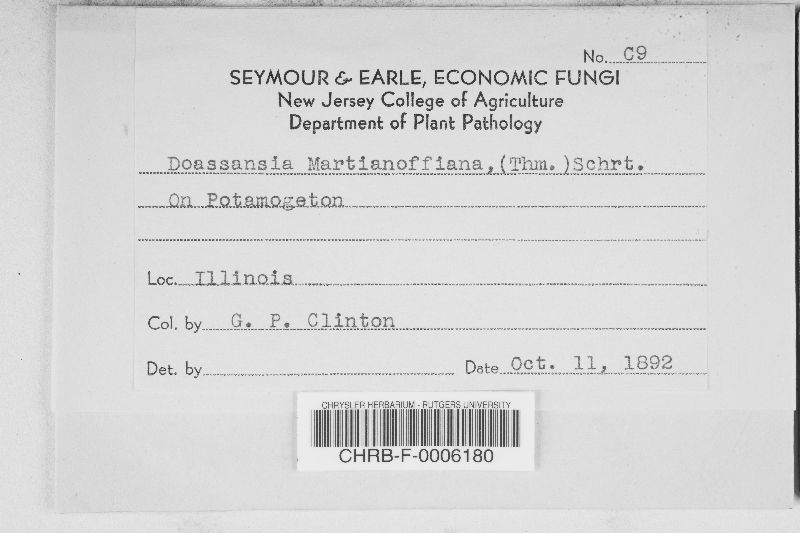 No. C9
SEYMOUR & EARLE, ECONOMIC FUNGI
New Jersey College of Agriculture
Department of Plant Pathology
Doassansia Martianoffiana,(Thm.)Schrt.
On Potamogeton
Loc. Illinois
Col. by G. P. Clinton
Det. by Date Oct. 11, 1892
CHRYSLER HERBARIUM - RUTGERS UNIVERSITY
CHRB-F-0006180